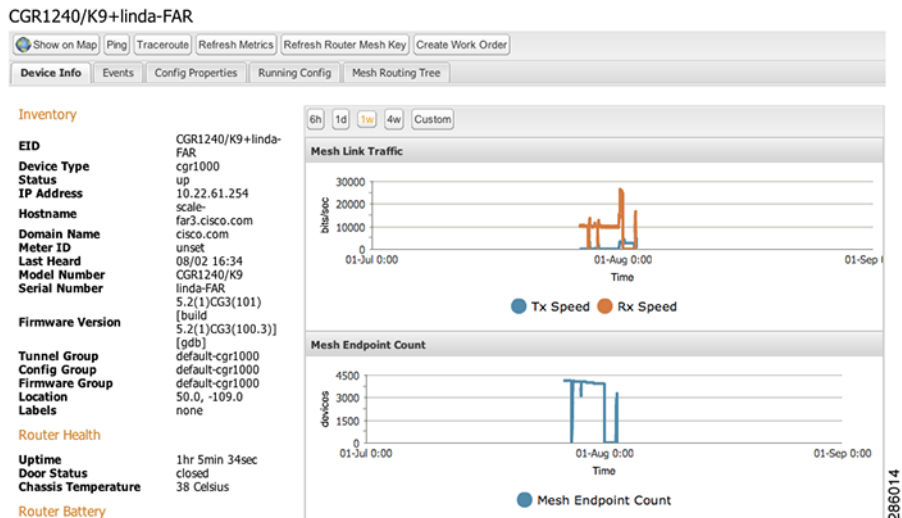 CGR1240/K9+linda-FAR
Show on Map Ping Traceroute Refresh Metrics Refresh Router Mesh Key Create Work Order
Device Info Events Config Properties Running Config Mesh Routing Tree
Inventory
EID CGR1240/K9+linda-
FAR
Device Type cgr1000
Status up
IP Address 10.22.61.254
Hostname scale-
far3.cisco.com
Domain Name cisco.com
Meter ID unset
Last Heard 08/02 16:34
Model Number CGR1240/K9
Serial Number linda-FAR
Firmware Version 5.2(1)CG3(101)
[build
5.2(1)CG3(100.3)]
[gdb]
Tunnel Group default-cgr1000
Config Group default-cgr1000
Firmware Group default-cgr1000
Location 50.0, -109.0
Labels none
Router Health
Uptime 1hr 5min 34sec
Door Status closed
Chassis Temperature 38 Celsius
Router Battery
6h 1d 1w 4w Custom
Mesh Link Traffic
bits/sec
30000
20000
10000
0
01-Jul 0:00 01-Aug 0:00 01-Sep
Time
Tx Speed Rx Speed
Mesh Endpoint Count
devices
4500
3000
1500
0
01-Jul 0:00 01-Aug 0:00 01-Sep 0:00
Time
Mesh Endpoint Count
286014